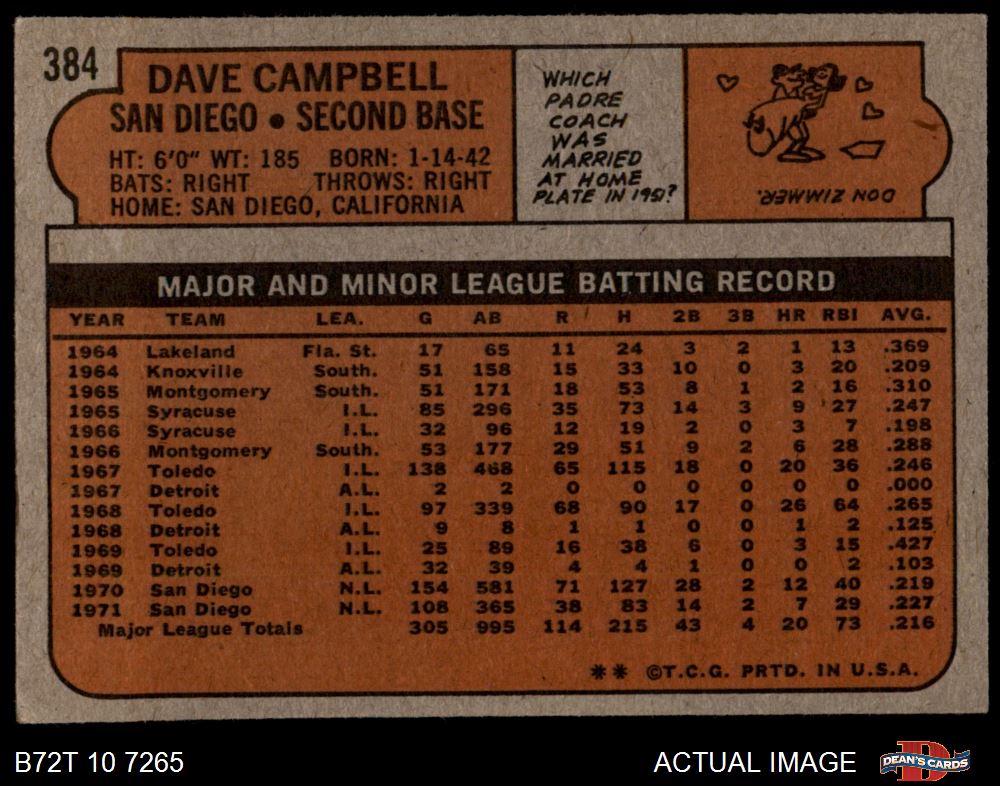 384
DAVE CAMPBELL
SAN DIEGO • SECOND BASE
HT: 6'0" WT: 185 BORN: 1-14-42
BATS: RIGHT THROWS: RIGHT
HOME: SAN DIEGO, CALIFORNIA
WHICH
PADRE
COACH
WAS
MARRIED
AT HOME
PLATE IN 1951?
DON ZIMMER.
MAJOR AND MINOR LEAGUE BATTING RECORD
YEAR TEAM LEA. G AB R H 2B 3B HR RBI AVG.
1964 Lakeland Fla. St. 17 65 11 24 3 2 1 13 .369
1964 Knoxville South. 51 158 15 33 10 0 3 20 .209
1965 Montgomery South. 51 171 18 53 8 1 2 16 .310
1965 Syracuse I.L. 85 296 35 73 14 3 9 27 .247
1966 Syracuse I.L. 32 96 12 19 2 0 3 7 .198
1966 Montgomery South. 53 177 29 51 9 2 6 28 .288
1967 Toledo I.L. 138 468 65 115 18 0 20 36 .246
1967 Detroit A.L. 2 2 0 0 0 0 0 0 .000
1968 Toledo I.L. 97 339 68 90 17 0 26 64 .265
1968 Detroit A.L. 9 8 1 1 0 0 1 2 .125
1969 Toledo I.L. 25 89 16 38 6 0 3 15 .427
1969 Detroit A.L. 32 39 4 4 1 0 0 2 .103
1970 San Diego N.L. 154 581 71 127 28 2 12 40 .219
1971 San Diego N.L. 108 365 38 83 14 2 7 29 .227
Major League Totals 305 995 114 215 43 4 20 73 .216
** ©T.C.G. PRTD. IN U.S.A.
B72T 10 7265
ACTUAL IMAGE
D
DEAN'S CARDS